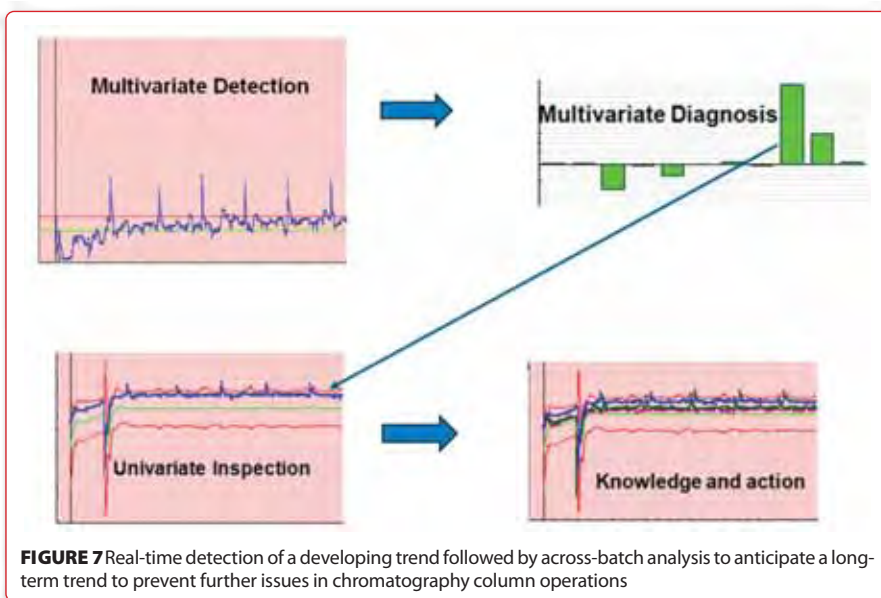 Multivariate Detection
Multivariate Diagnosis
Univariate Inspection
Knowledge and action
FIGURE 7 Real-time detection of a developing trend followed by across-batch analysis to anticipate a long-
term trend to prevent further issues in chromatography column operations